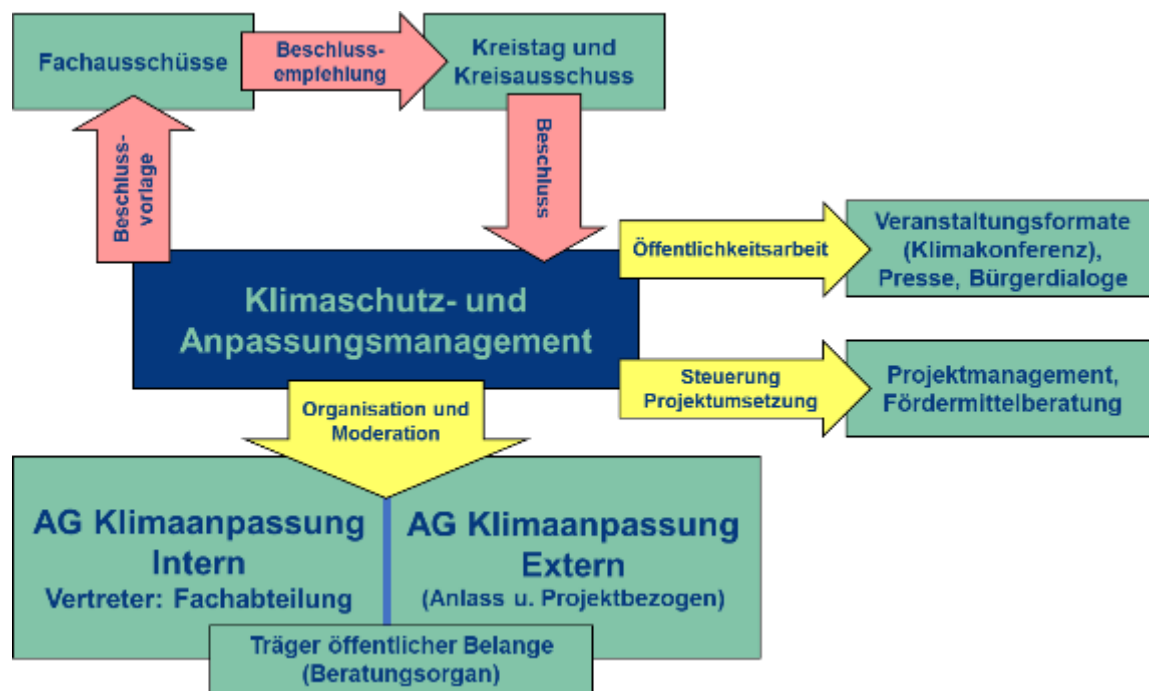 Fachausschüsse
Beschluss-
empfehlung
Kreistag und
Kreisausschuss
Beschluss-
vorlage
Beschluss
Klimaschutz- und
Anpassungsmanagement
Öffentlichkeitsarbeit
Veranstaltungsformate
(Klimakonferenz),
Presse, Bürgerdialoge
Steuerung
Projektumsetzung
Projektmanagement,
Fördermittelberatung
Organisation und
Moderation
AG Klimaanpassung
Intern
Vertreter: Fachabteilung
AG Klimaanpassung
Extern
(Anlass u. Projektbezogen)
Träger öffentlicher Belange
(Beratungsorgan)